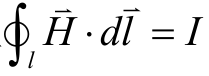 ∮_l H⃗ · dl⃗ = I